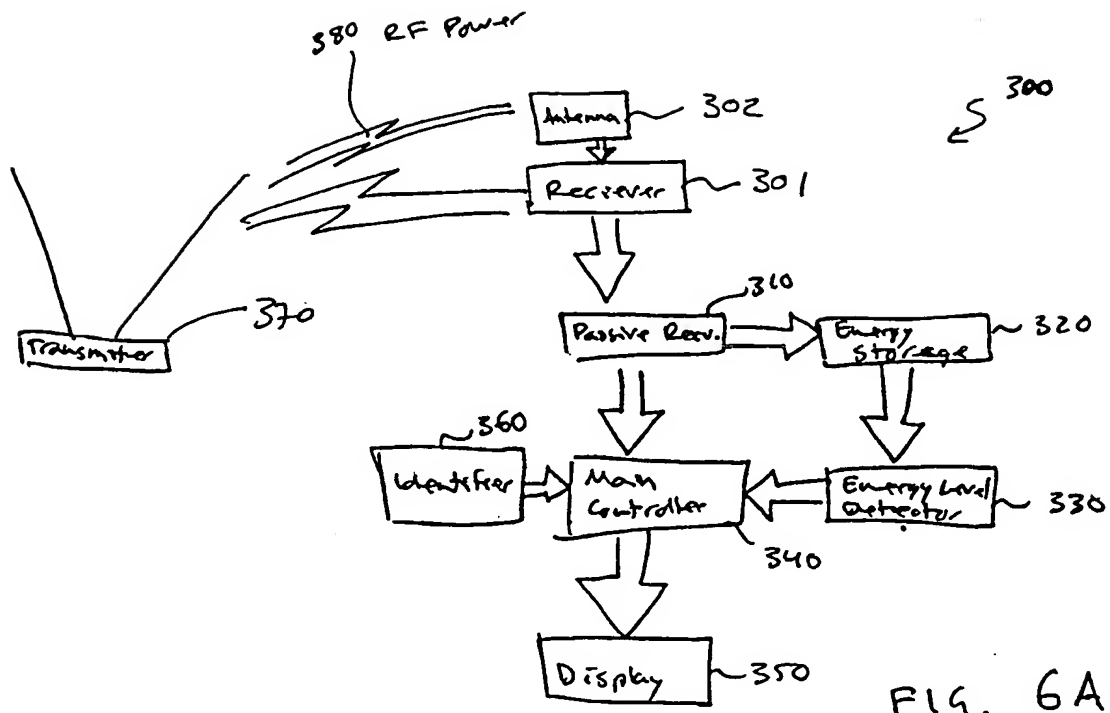 380 RF Power
Antenna
302
300
Reciever
301
310
Passive Recv.
Energy
Storage
320
370
Transmitter
360
Identifier
Main
Controller
340
Energy Level
Detector
330
Display
350
FIG. 6A